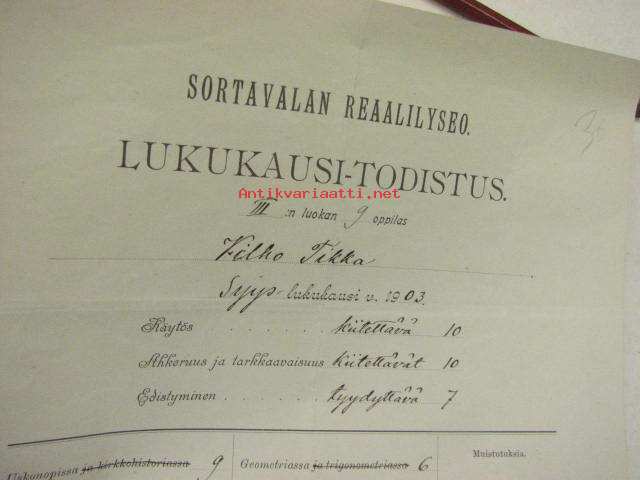 SORTAVALAN REAALILYSEO.
LUKUKAUSI-TODISTUS.
Antikvariaatti.net
III :n luokan 9 oppilas
Vilho Tikka
Syys-lukukausi v. 1903.
Käytös . . . . . . . kiitettävä 10
Ahkeruus ja tarkkaavaisuus kiitettävät 10
Edistyminen . . . . . . tyydyttävä 7
Uskonopissa ja kirkkohistoriassa 9 Geometriassa ja trigonometriassa 6 Muistutuksia.